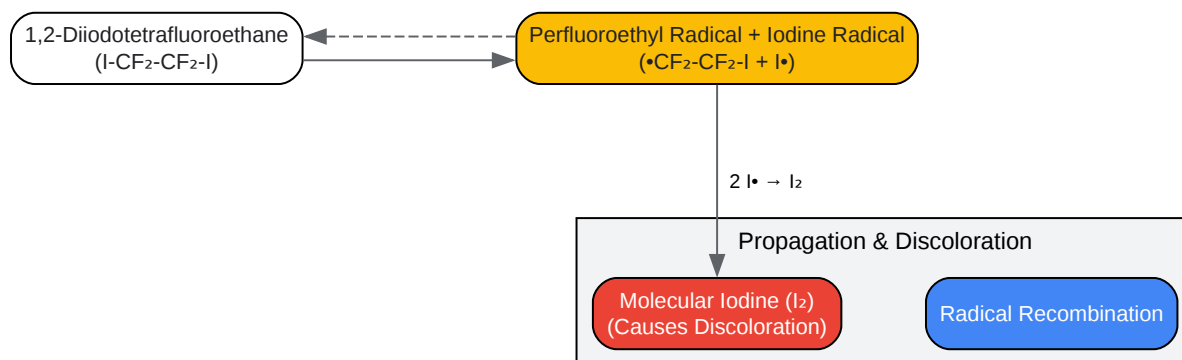 1,2-Diiodotetrafluoroethane
(I-CF₂-CF₂-I)
Perfluoroethyl Radical + Iodine Radical
(•CF₂-CF₂-I + I•)
2 I• → I₂
Propagation & Discoloration
Molecular Iodine (I₂)
(Causes Discoloration)
Radical Recombination